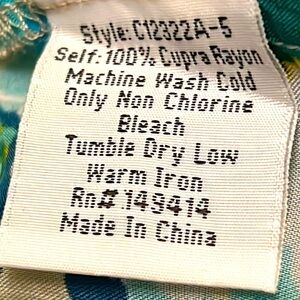 Style:C12322A-5
Self:100% Cupra Rayon
Machine Wash Cold
Only Non Chlorine
Bleach
Tumble Dry Low
Warm Iron
Rn#.149414
Made In China